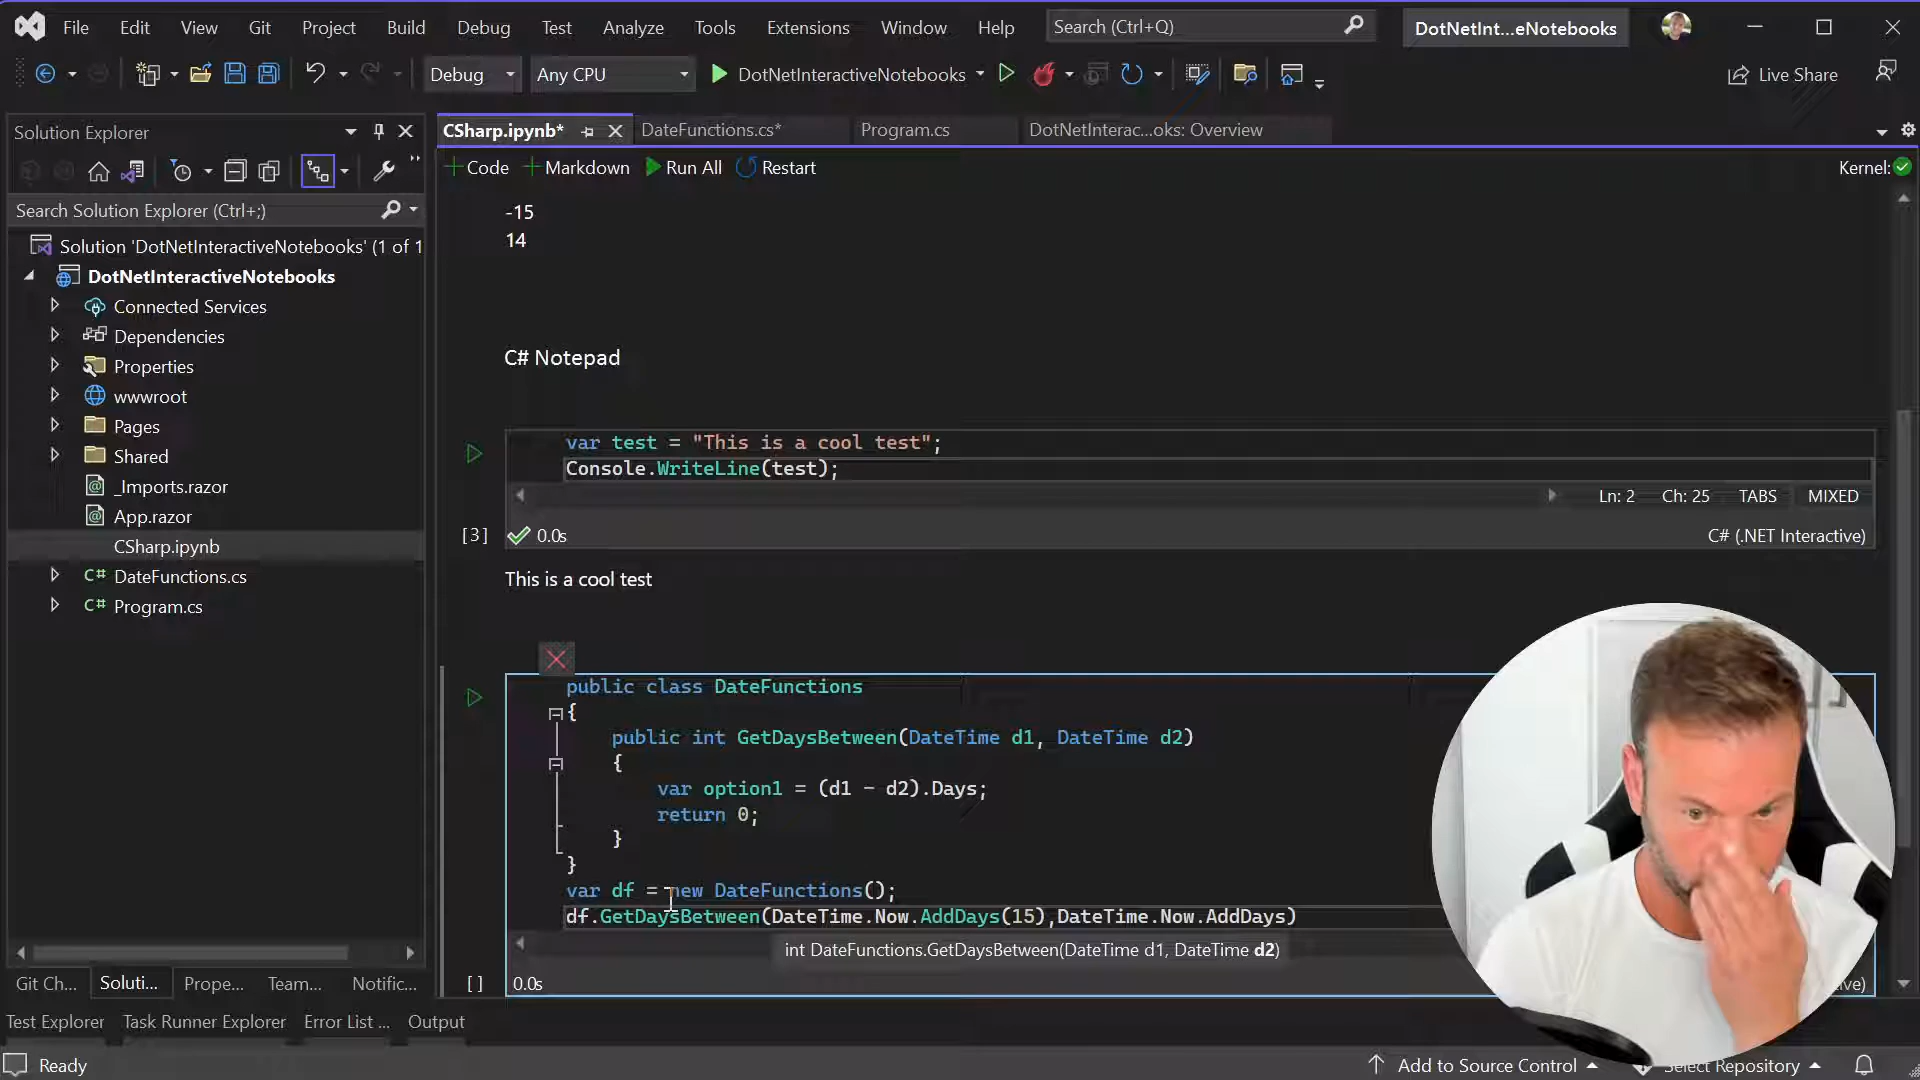 File Edit View Git Project Build Debug Test Analyze Tools Extensions Window Help Search (Ctrl+Q) DotNetInt...eNotebooks
Debug Any CPU DotNetInteractiveNotebooks Live Share
Solution Explorer
Search Solution Explorer (Ctrl+;)
Solution 'DotNetInteractiveNotebooks' (1 of 1
DotNetInteractiveNotebooks
Connected Services
Dependencies
Properties
wwwroot
Pages
Shared
_Imports.razor
App.razor
CSharp.ipynb
C# DateFunctions.cs
C# Program.cs
Git Ch... Soluti... Prope... Team... Notific...
CSharp.ipynb* DateFunctions.cs* Program.cs DotNetInterac...oks: Overview
Code Markdown Run All Restart Kernel:
-15
14
C# Notepad
var test = "This is a cool test";
Console.WriteLine(test);
Ln: 2 Ch: 25 TABS MIXED
[3] 0.0s C# (.NET Interactive)
This is a cool test
public class DateFunctions
{
public int GetDaysBetween(DateTime d1, DateTime d2)
{
var option1 = (d1 - d2).Days;
return 0;
}
}
var df = new DateFunctions();
df.GetDaysBetween(DateTime.Now.AddDays(15),DateTime.Now.AddDays)
int DateFunctions.GetDaysBetween(DateTime d1, DateTime d2)
[ ] 0.0s ive)
Test Explorer Task Runner Explorer Error List ... Output
Ready Add to Source Control Select Repository